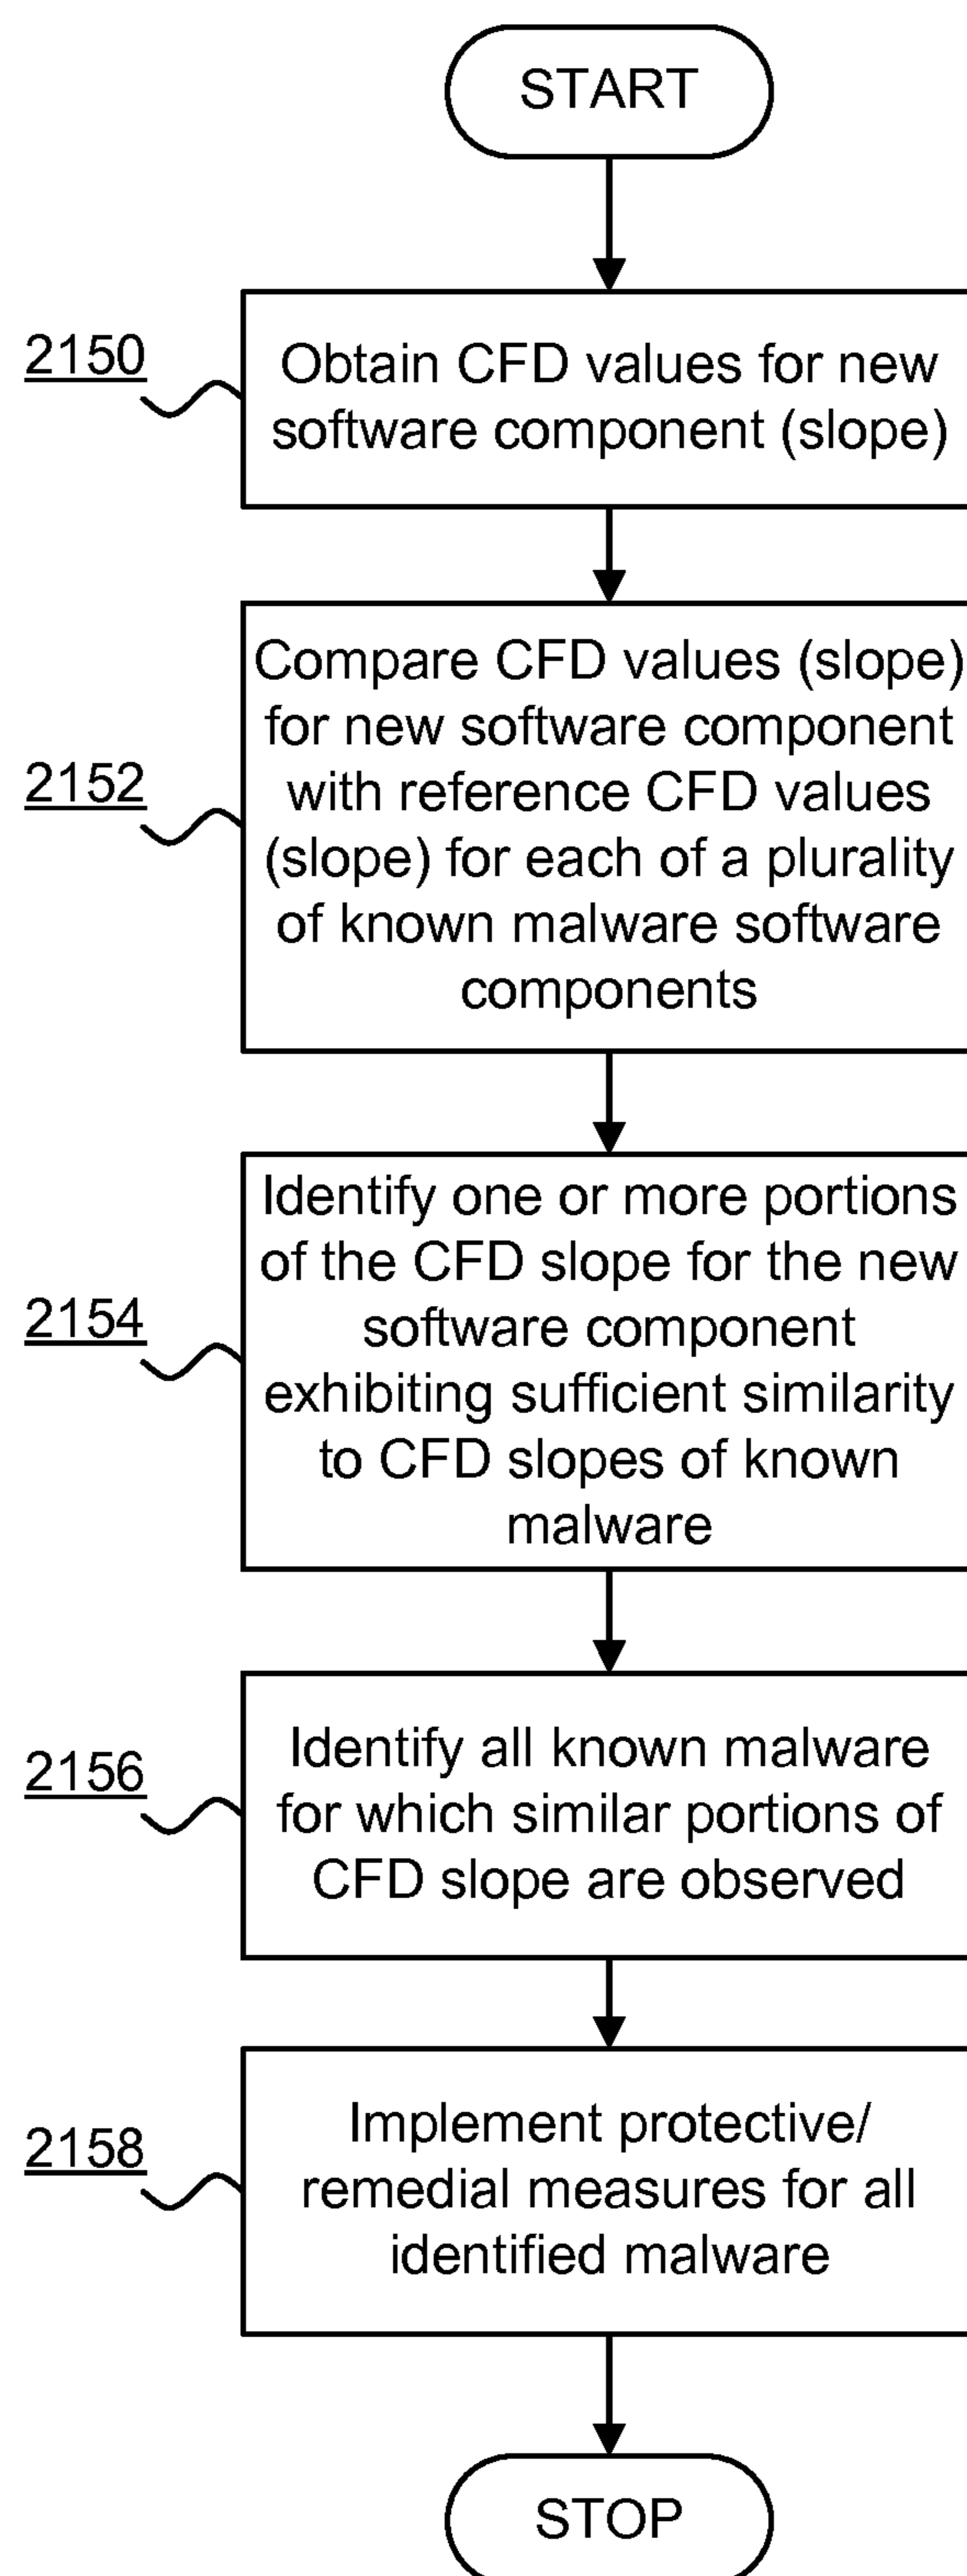 START
2150
Obtain CFD values for new
software component (slope)
2152
Compare CFD values (slope)
for new software component
with reference CFD values
(slope) for each of a plurality
of known malware software
components
2154
Identify one or more portions
of the CFD slope for the new
software component
exhibiting sufficient similarity
to CFD slopes of known
malware
2156
Identify all known malware
for which similar portions of
CFD slope are observed
2158
Implement protective/
remedial measures for all
identified malware
STOP